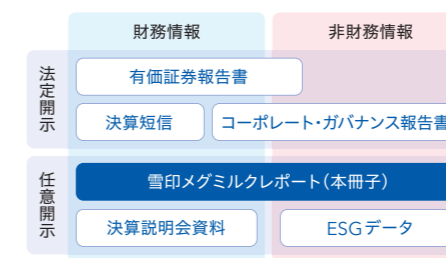 財務情報
非財務情報
法定開示
有価証券報告書
決算短信
コーポレート・ガバナンス報告書
任意開示
雪印メグミルクレポート（本冊子）
決算説明会資料
ESGデータ